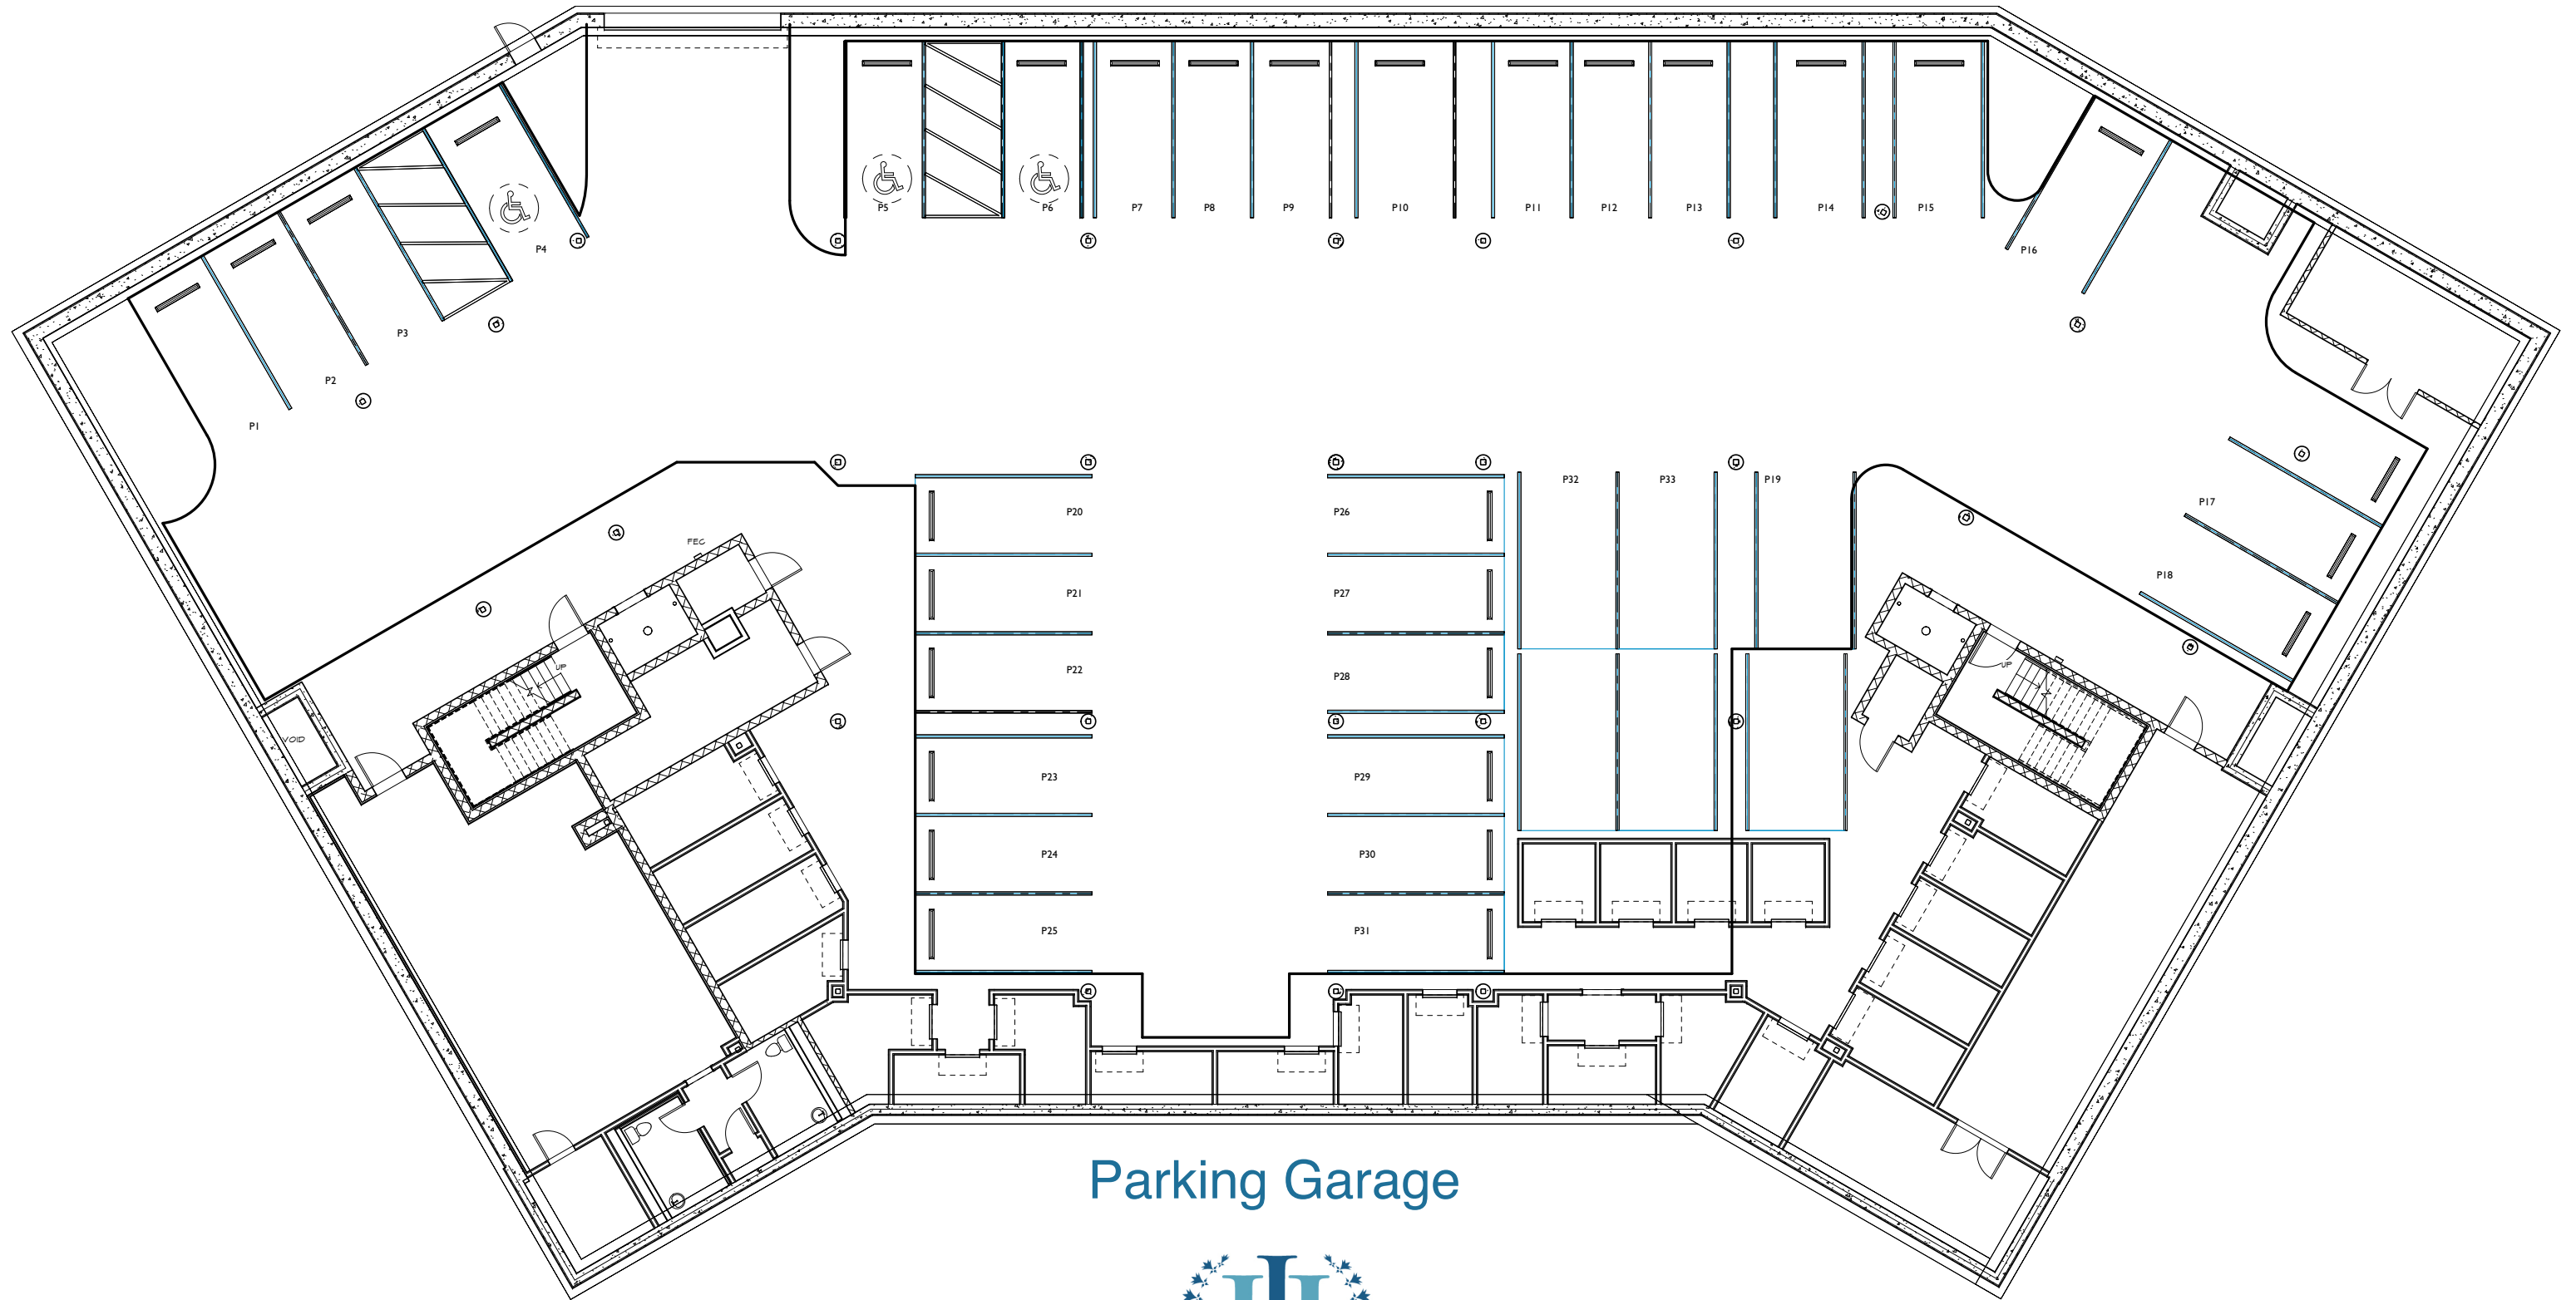 P1
P2
P3
P4
P5
P6
P7
P8
P9
P10
P11
P12
P13
P14
P15
P16
P17
P18
P32
P33
P19
P20
P26
P21
P27
P22
P28
P23
P29
P24
P30
P25
P31
FEC
UP
UP
VOID
Parking Garage